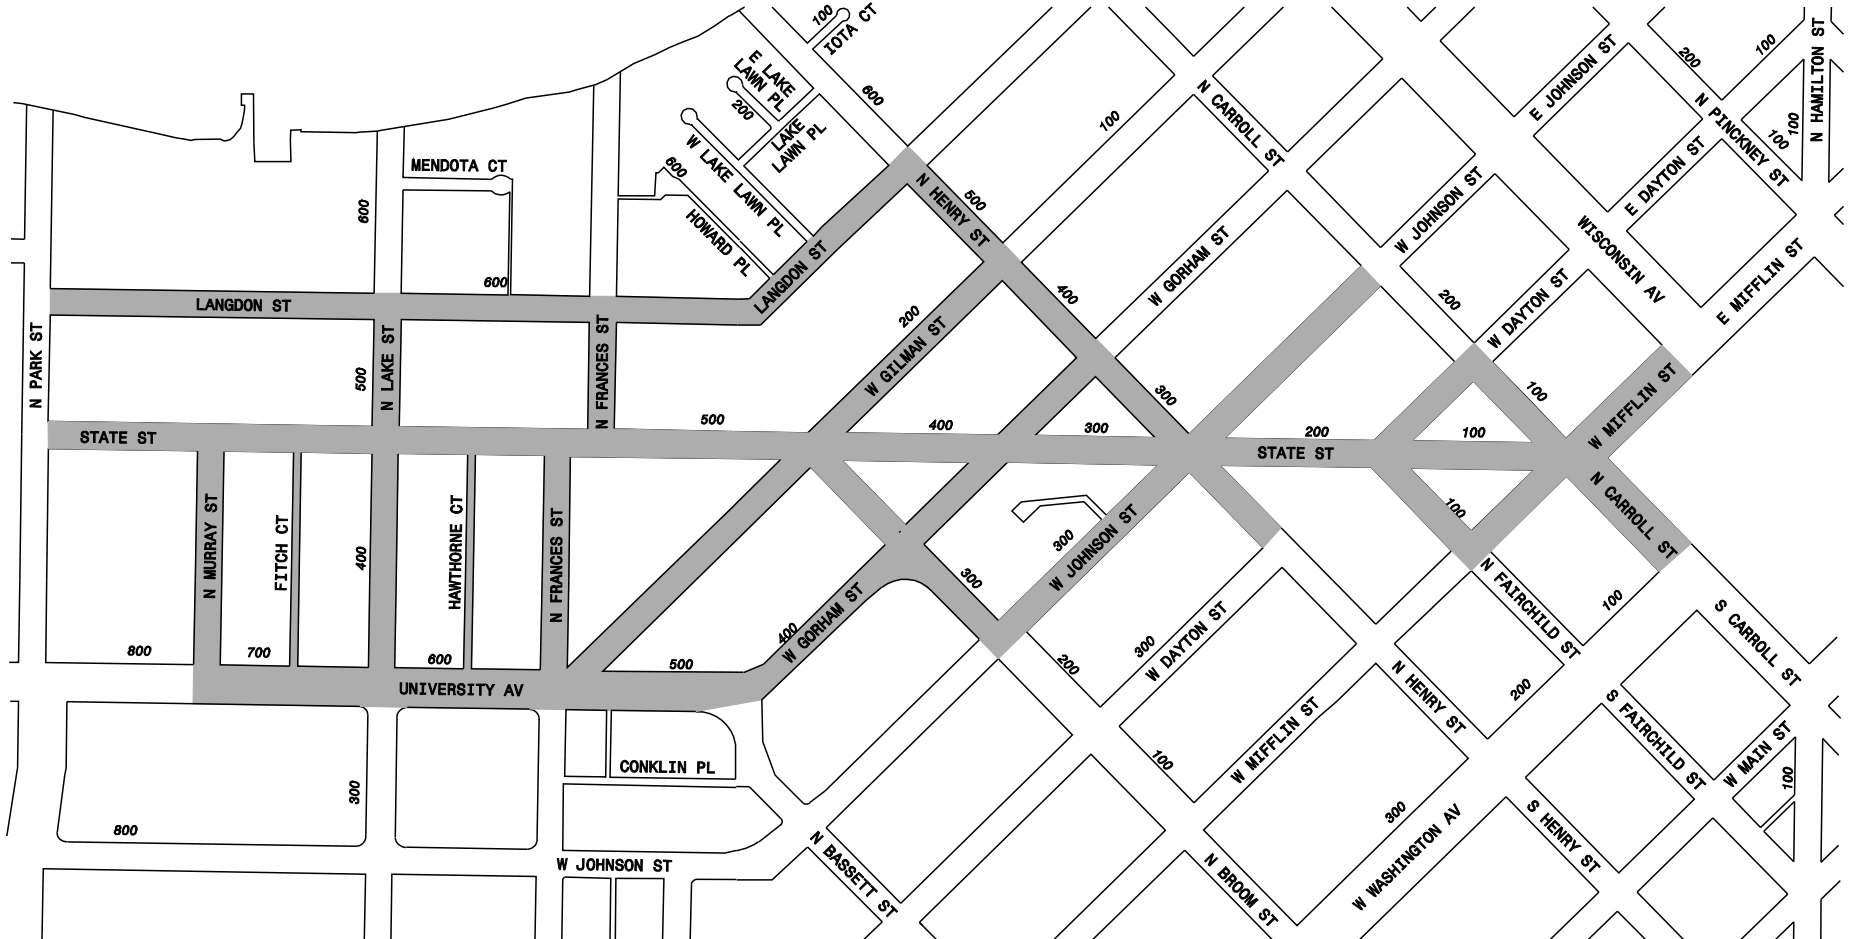 100
IOTA CT
N HAMILTON ST
E LAKE
LAWN PL
200
600
E JOHNSON ST
200
100
N CARROLL ST
100
N PINCKNEY ST
100
100
LAKE
LAWN PL
W LAKE LAWN PL
MENDOTA CT
600
600
HOWARD PL
600
N HENRY ST
500
W JOHNSON ST
E DAYTON ST
WISCONSIN AV
E MIFFLIN ST
LANGDON ST
LANGDON ST
W GORHAM ST
400
200
W DAYTON ST
N PARK ST
500
N LAKE ST
N FRANCES ST
200
W GILMAN ST
300
100
W MIFFLIN ST
STATE ST
500
400
300
STATE ST
200
100
N MURRAY ST
FITCH CT
400
HAWTHORNE CT
N FRANCES ST
300
W JOHNSON ST
300
100
N CARROLL ST
N FAIRCHILD ST
100
800
700
600
500
400
W GORHAM ST
200
300
W DAYTON ST
S CARROLL ST
UNIVERSITY AV
N HENRY ST
200
S FAIRCHILD ST
W MAIN ST
100
CONKLIN PL
100
W MIFFLIN ST
300
800
300
W WASHINGTON AV
S HENRY ST
W JOHNSON ST
N BASSETT ST
N BROOM ST